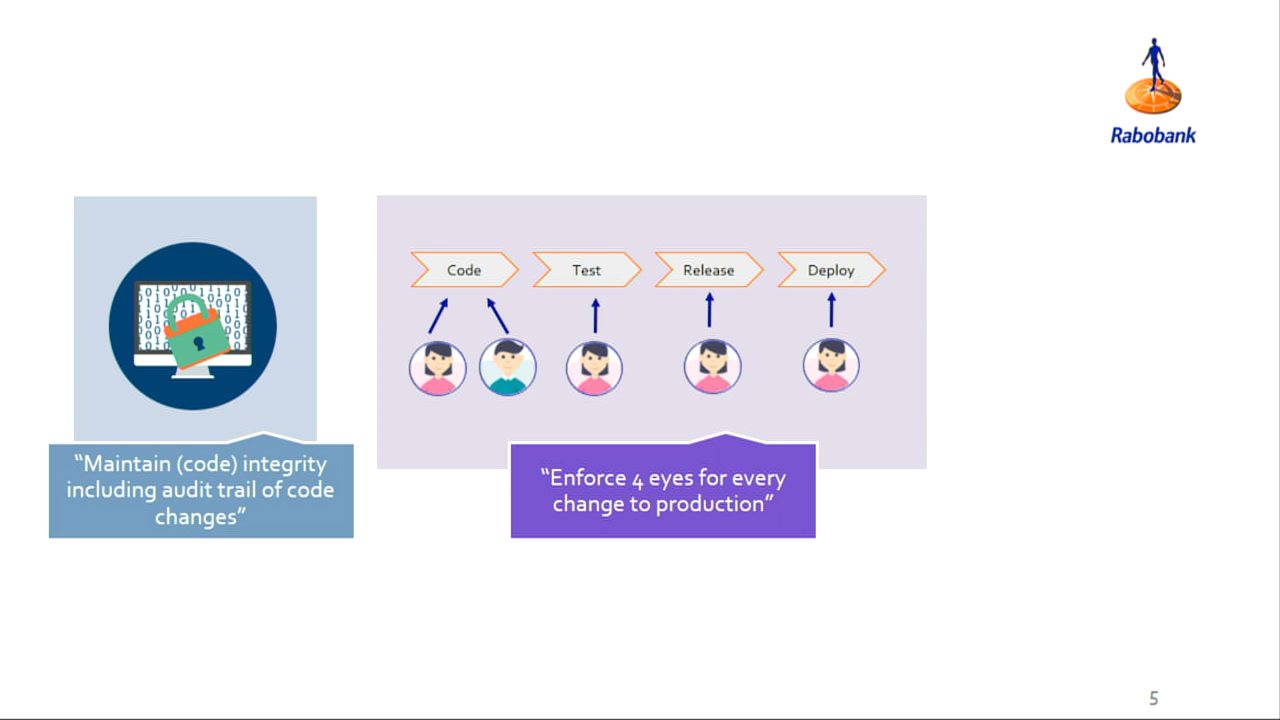 Rabobank
Code
Test
Release
Deploy
“Maintain (code) integrity
including audit trail of code
changes”
“Enforce 4 eyes for every
change to production”
5